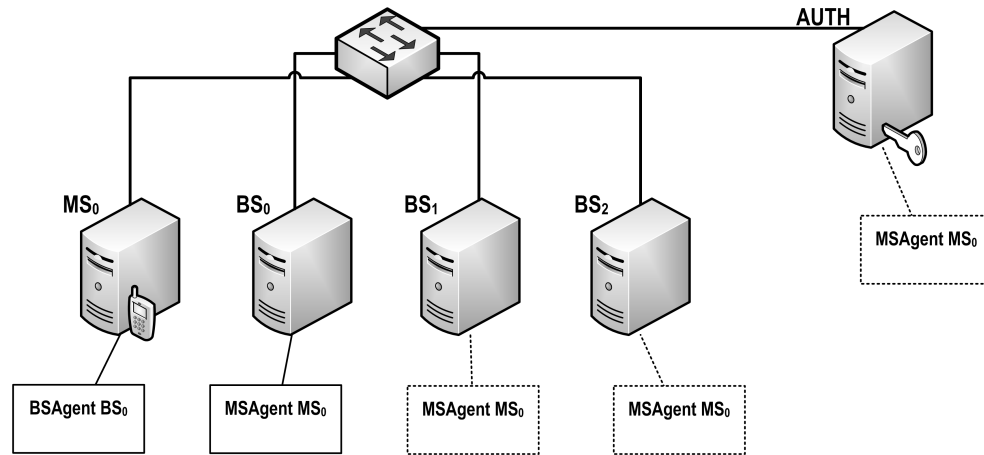 AUTH
MS₀
BS₀
BS₁
BS₂
MSAgent MS₀
BSAgent BS₀
MSAgent MS₀
MSAgent MS₀
MSAgent MS₀